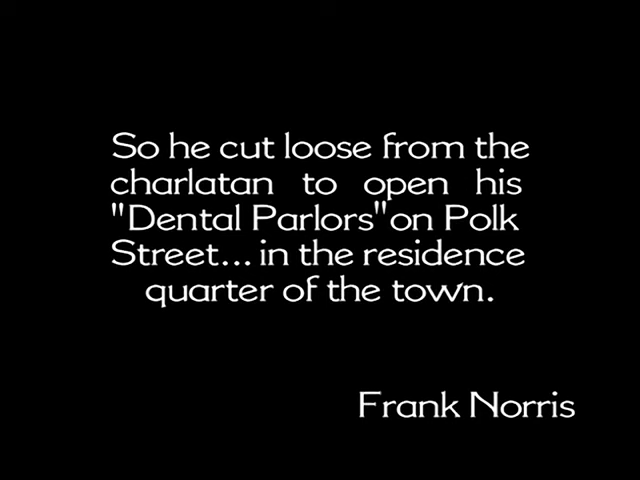 So he cut loose from the
charlatan to open his
"Dental Parlors"on Polk
Street... in the residence
quarter of the town.
Frank Norris